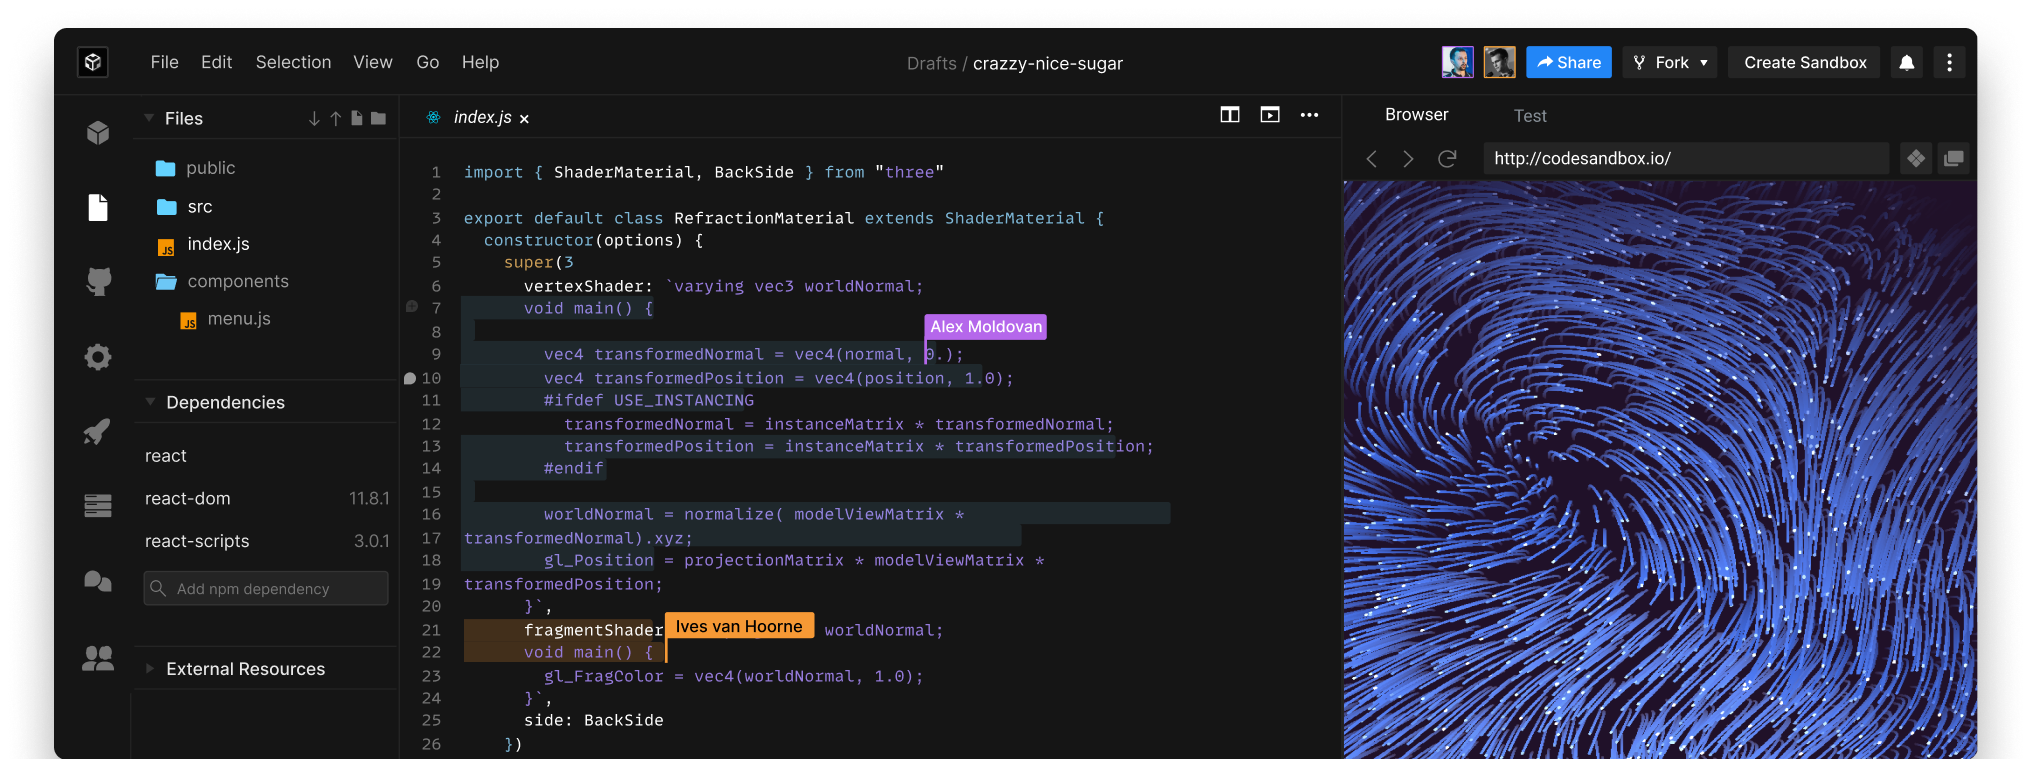 File Edit Selection View Go Help
Drafts / crazzy-nice-sugar
Share
Fork
Create Sandbox
Files
public
src
JS index.js
components
JS menu.js
Dependencies
react
react-dom 11.8.1
react-scripts 3.0.1
Add npm dependency
External Resources
index.js ×
1 import { ShaderMaterial, BackSide } from "three"
2
3 export default class RefractionMaterial extends ShaderMaterial {
4 constructor(options) {
5 super(3
6 vertexShader: `varying vec3 worldNormal;
7 void main() {
8
Alex Moldovan
9 vec4 transformedNormal = vec4(normal, 0.);
10 vec4 transformedPosition = vec4(position, 1.0);
11 #ifdef USE_INSTANCING
12 transformedNormal = instanceMatrix * transformedNormal;
13 transformedPosition = instanceMatrix * transformedPosition;
14 #endif
15
16 worldNormal = normalize( modelViewMatrix *
17 transformedNormal).xyz;
18 gl_Position = projectionMatrix * modelViewMatrix *
19 transformedPosition;
20 }`,
21 fragmentShader worldNormal;
Ives van Hoorne
22 void main() {
23 gl_FragColor = vec4(worldNormal, 1.0);
24 }`,
25 side: BackSide
26 })
Browser Test
http://codesandbox.io/